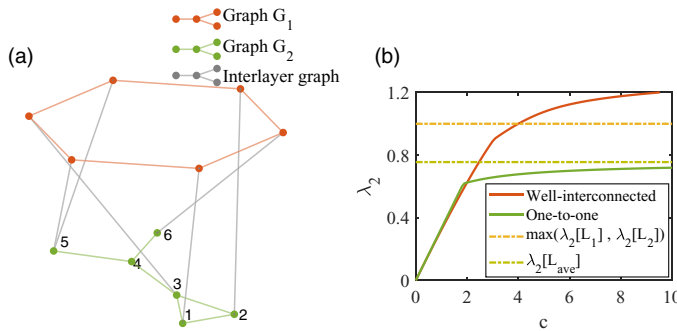 (a)
Graph G1
Graph G2
Interlayer graph
5
6
4
3
1
2
(b)
1.2
0.8
0.4
0
λ2
0 2 4 6 8 10
c
Well-interconnected
One-to-one
max(λ2[L1] , λ2[L2])
λ2[Lave]